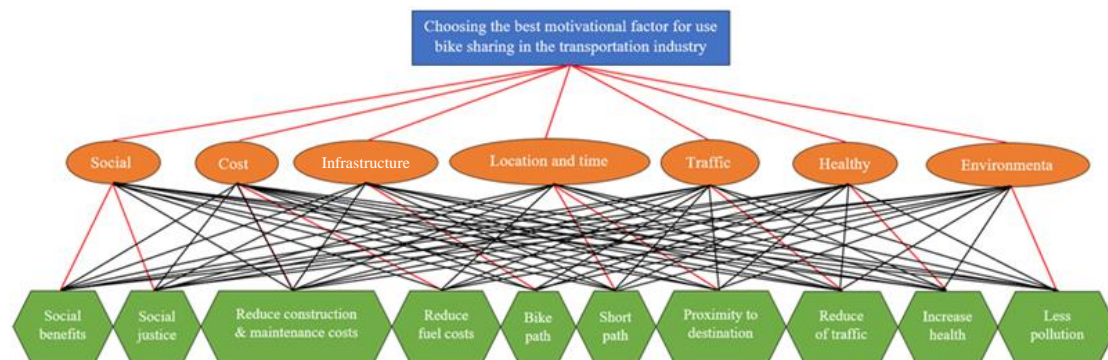 Choosing the best motivational factor for use
bike sharing in the transportation industry
Social
Cost
Infrastructure
Location and time
Traffic
Healthy
Environmenta
Social
benefits
Social
justice
Reduce construction
& maintenance costs
Reduce
fuel costs
Bike
path
Short
path
Proximity to
destination
Reduce
of traffic
Increase
health
Less
pollution